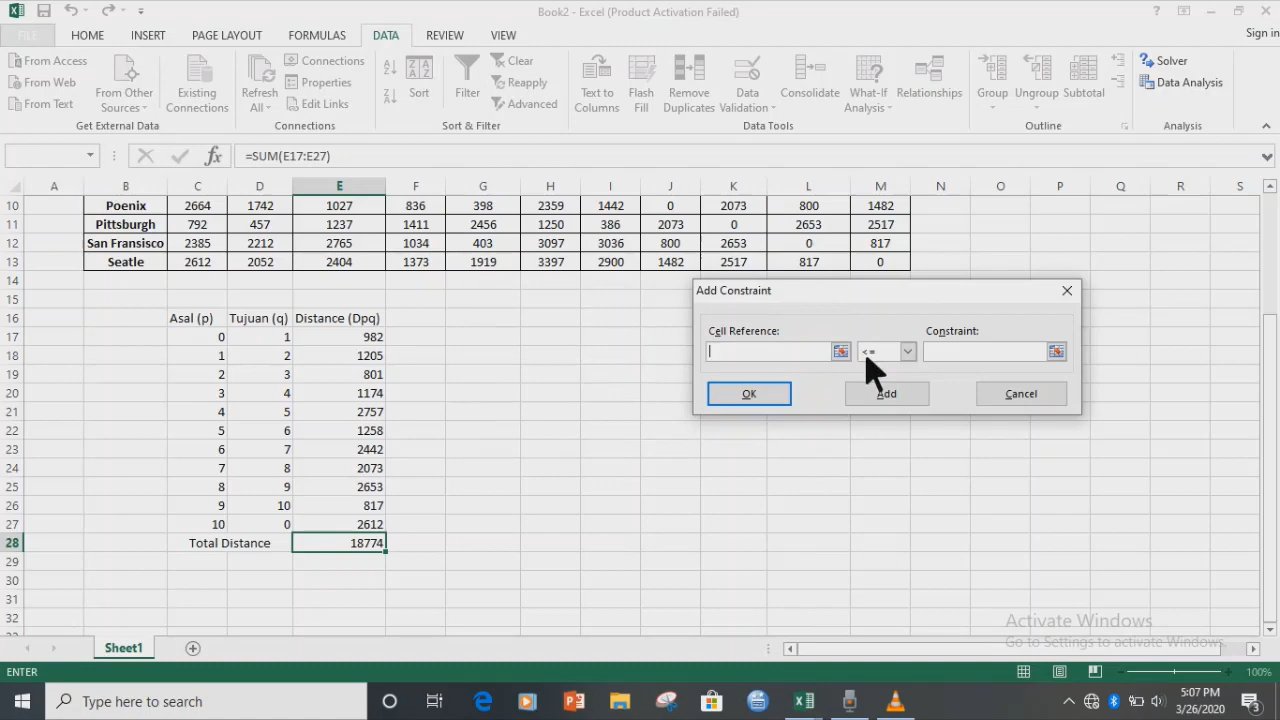 Book2 - Excel (Product Activation Failed)
FILE HOME INSERT PAGE LAYOUT FORMULAS DATA REVIEW VIEW Sign in
From Access
From Web
From Text
From Other Sources
Existing Connections
Get External Data
Refresh All
Connections
Properties
Edit Links
Connections
Sort
Filter
Clear
Reapply
Advanced
Sort & Filter
Text to Columns
Flash Fill
Remove Duplicates
Data Validation
Consolidate
What-If Analysis
Relationships
Data Tools
Group
Ungroup
Subtotal
Outline
Solver
Data Analysis
Analysis
fx =SUM(E17:E27)
A B C D E F G H I J K L M N O P Q R S
10 Poenix 2664 1742 1027 836 398 2359 1442 0 2073 800 1482
11 Pittsburgh 792 457 1237 1411 2456 1250 386 2073 0 2653 2517
12 San Fransisco 2385 2212 2765 1034 403 3097 3036 800 2653 0 817
13 Seatle 2612 2052 2404 1373 1919 3397 2900 1482 2517 817 0
14
15
16 Asal (p) Tujuan (q) Distance (Dpq)
17 0 1 982
18 1 2 1205
19 2 3 801
20 3 4 1174
21 4 5 2757
22 5 6 1258
23 6 7 2442
24 7 8 2073
25 8 9 2653
26 9 10 817
27 10 0 2612
28 Total Distance 18774
29
30
31
32
Add Constraint
Cell Reference: Constraint:
<=
OK Add Cancel
Activate Windows
Go to Settings to activate Windows.
Sheet1
ENTER 100%
Type here to search
5:07 PM
3/26/2020
3